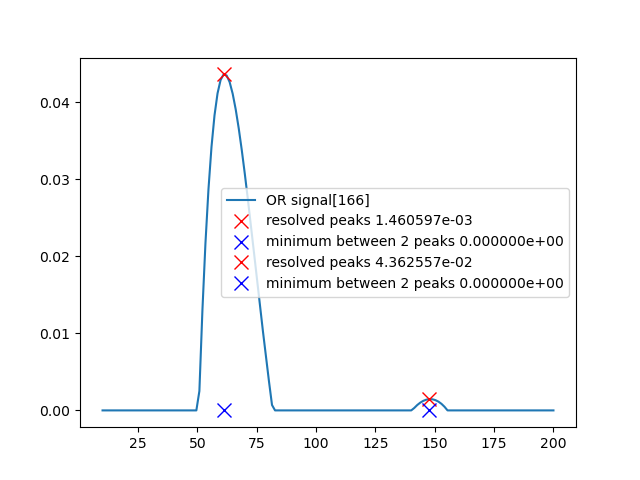 0.04
0.03
0.02
0.01
0.00
OR signal[166]
resolved peaks 1.460597e-03
minimum between 2 peaks 0.000000e+00
resolved peaks 4.362557e-02
minimum between 2 peaks 0.000000e+00
25 50 75 100 125 150 175 200